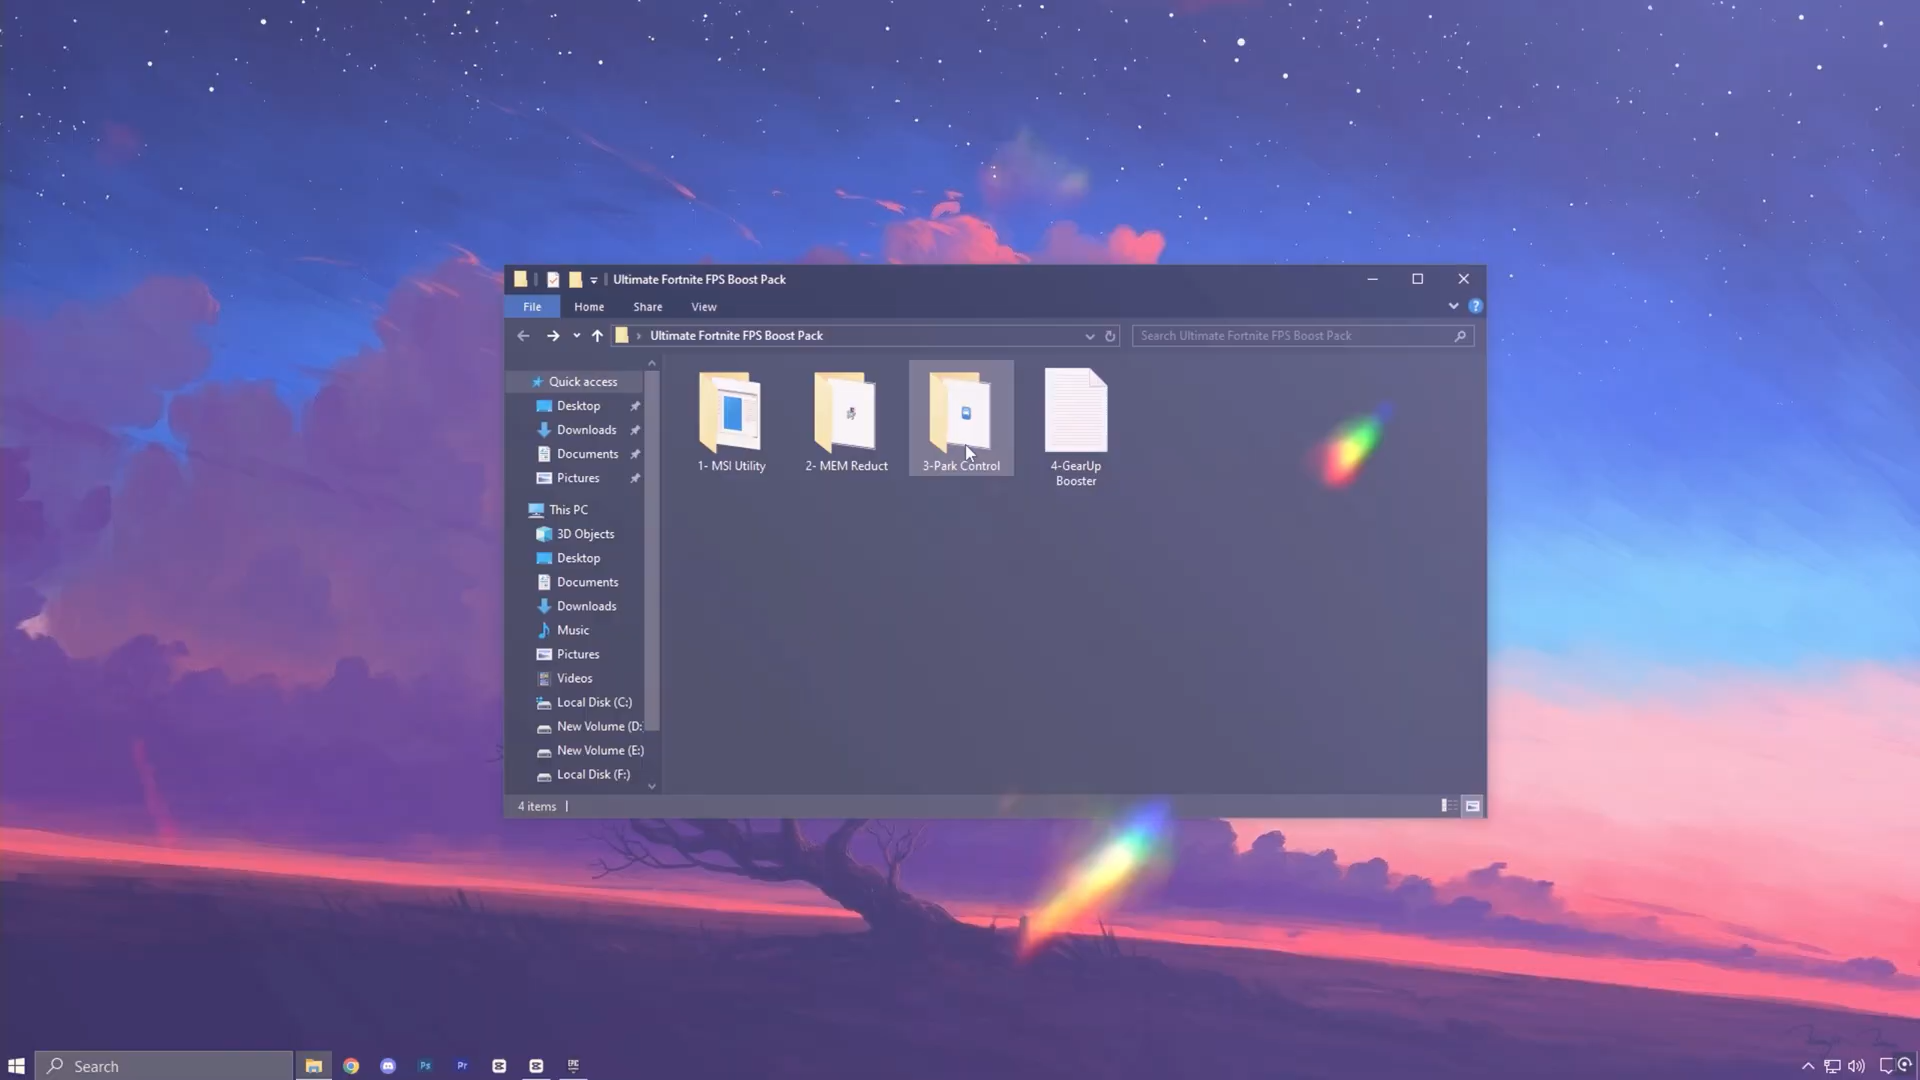 Ultimate Fortnite FPS Boost Pack
File Home Share View
Ultimate Fortnite FPS Boost Pack
Search Ultimate Fortnite FPS Boost Pack
Quick access
Desktop
Downloads
Documents
Pictures
This PC
3D Objects
Desktop
Documents
Downloads
Music
Pictures
Videos
Local Disk (C:)
New Volume (D:
New Volume (E:)
Local Disk (F:)
1- MSI Utility
2- MEM Reduct
3-Park Control
4-GearUp
Booster
4 items
Search
Ps
Pr
EPIC